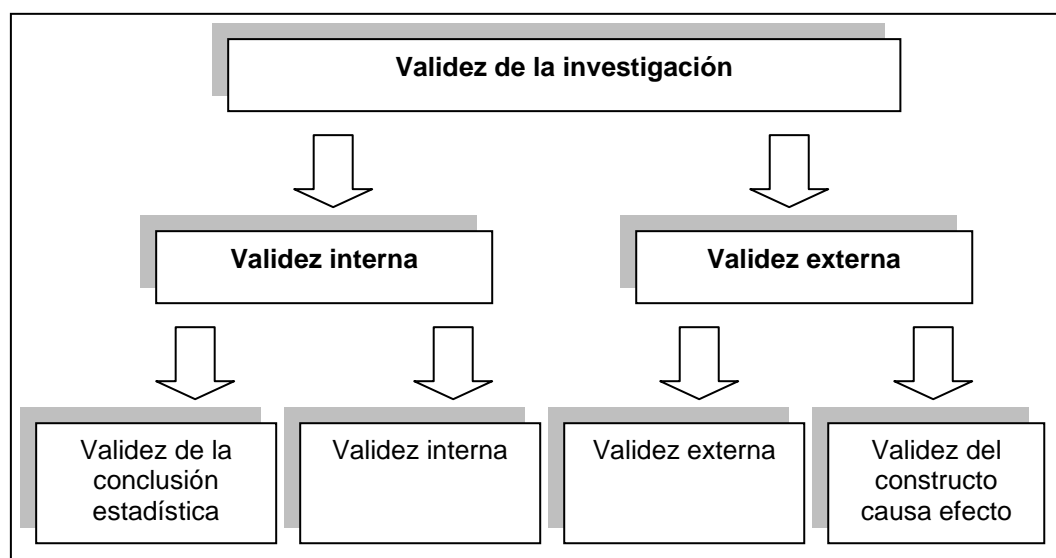 Validez de la investigación
Validez interna
Validez externa
Validez de la
conclusión
estadística
Validez interna
Validez externa
Validez del
constructo
causa efecto